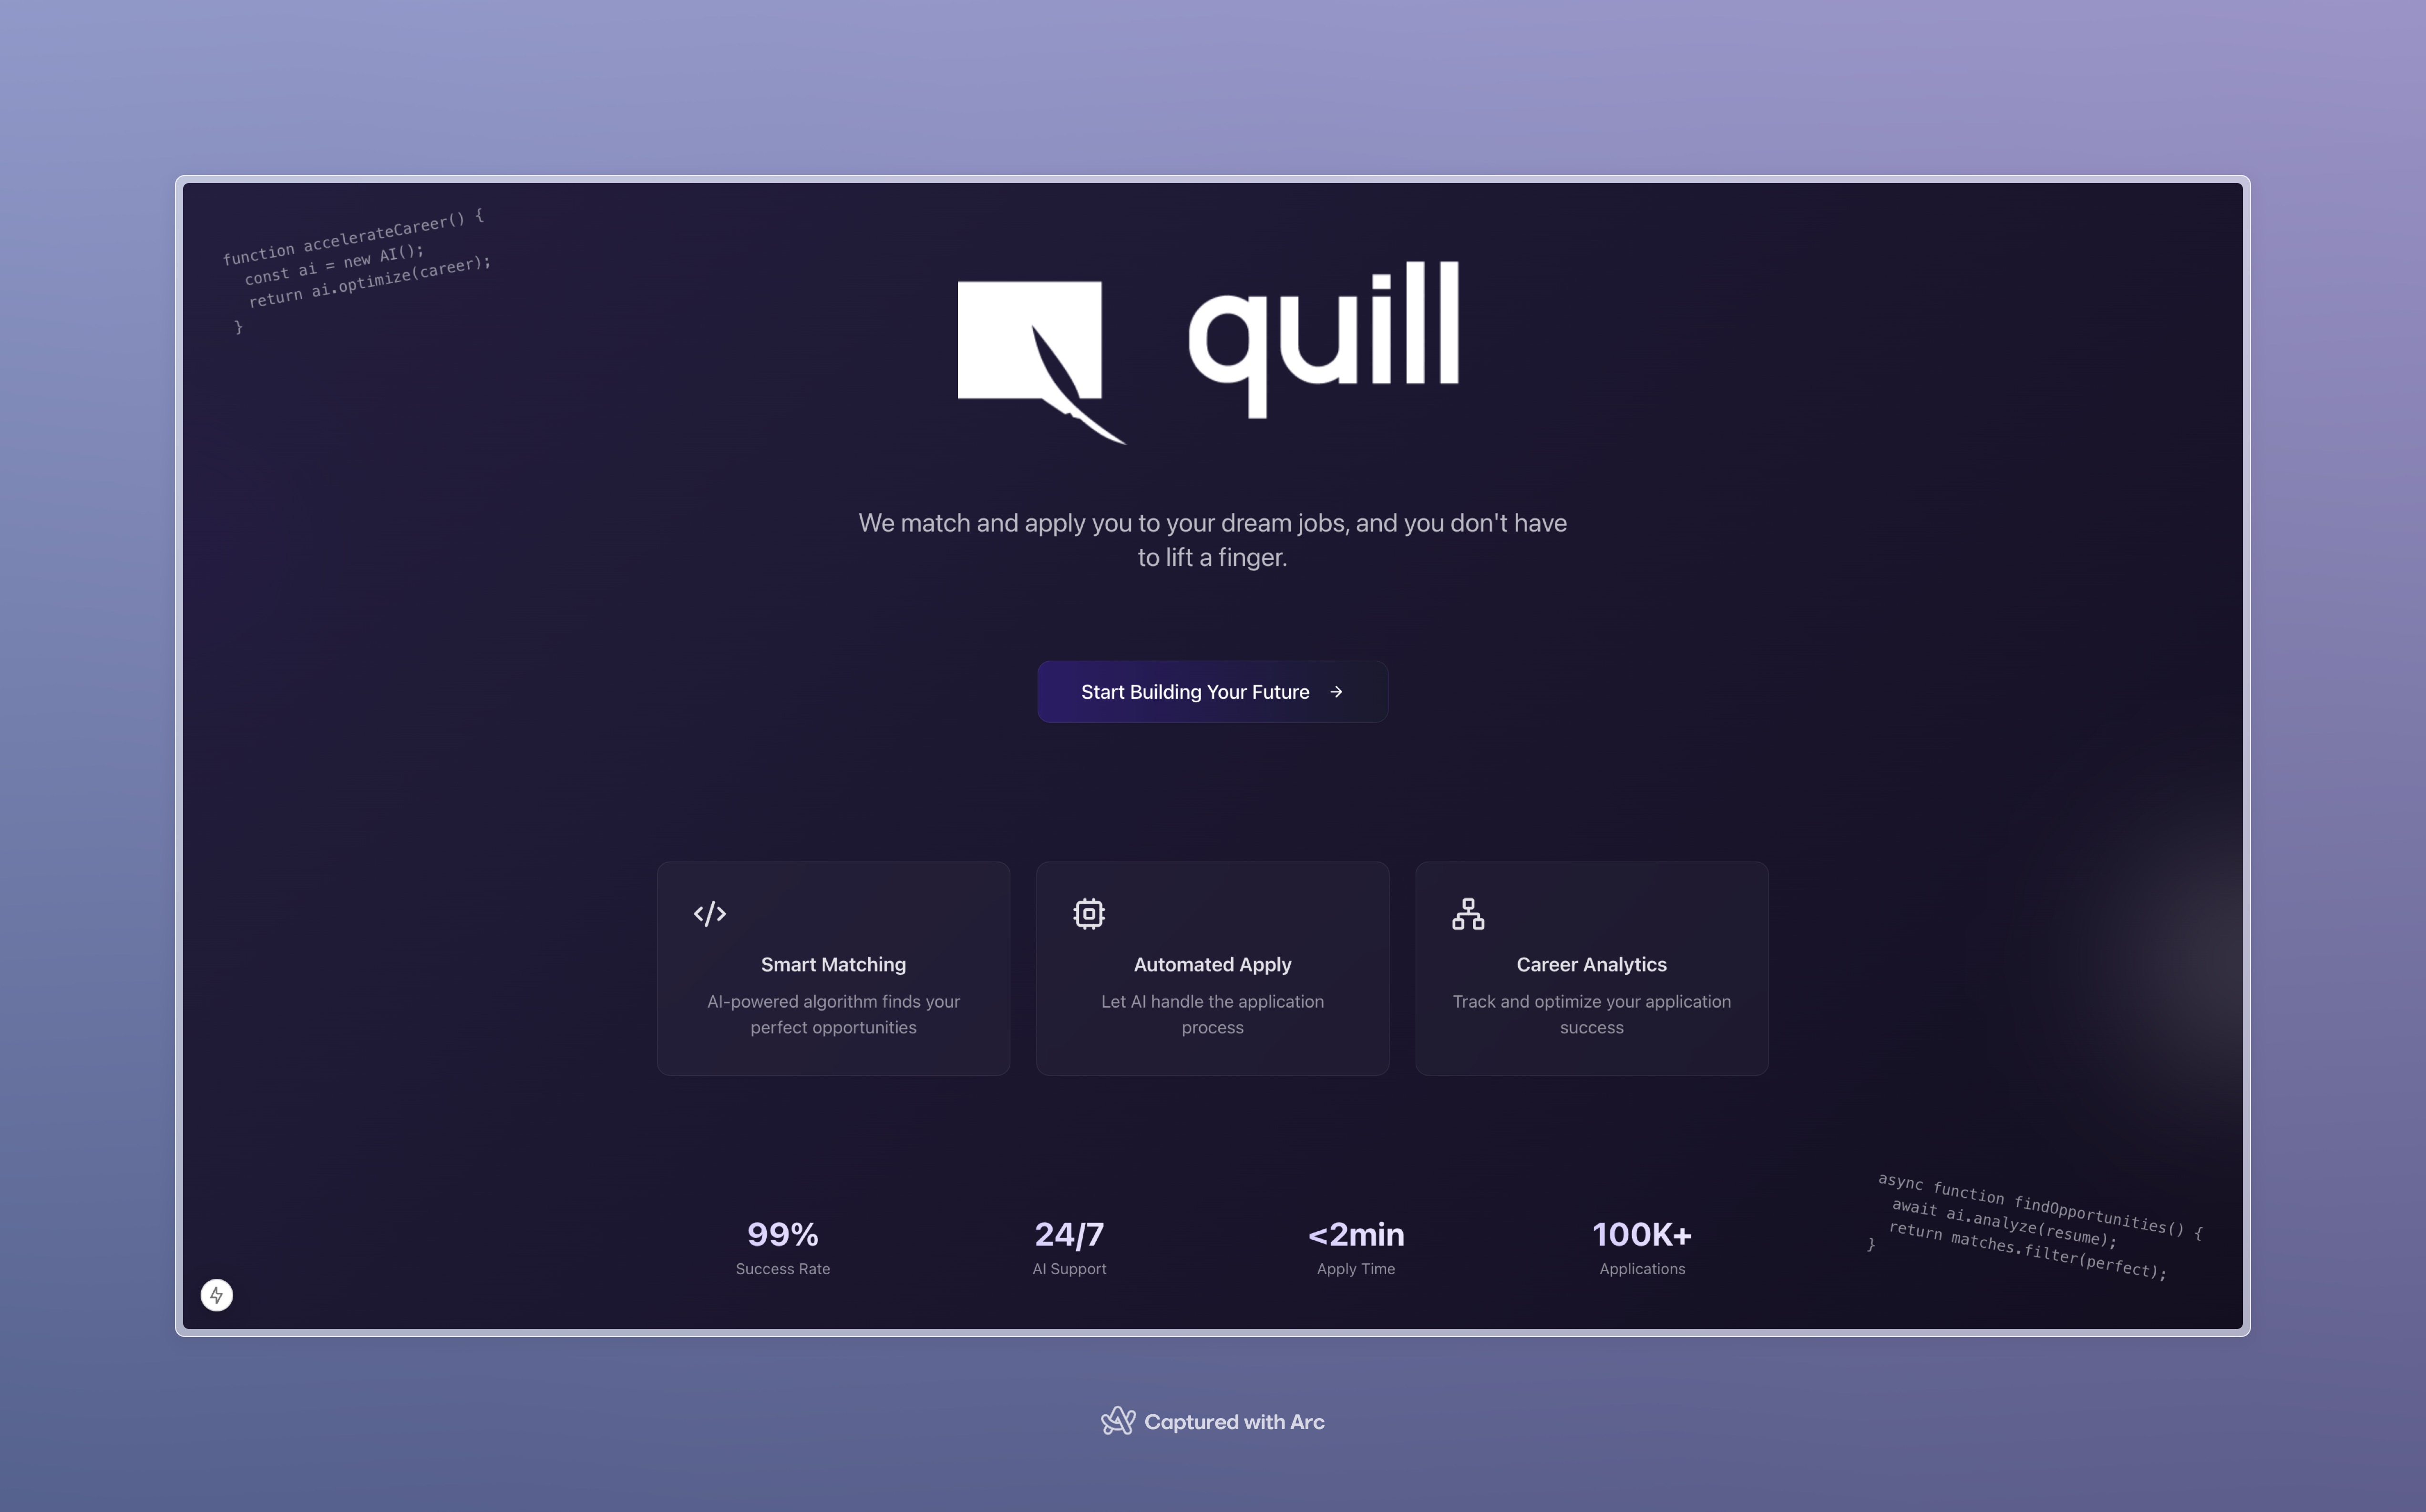 function accelerateCareer() {
const ai = new AI();
return ai.optimize(career);
}
quill
We match and apply you to your dream jobs, and you don't have
to lift a finger.
Start Building Your Future →
Smart Matching
AI-powered algorithm finds your
perfect opportunities
Automated Apply
Let AI handle the application
process
Career Analytics
Track and optimize your application
success
99%
Success Rate
24/7
AI Support
<2min
Apply Time
100K+
Applications
async function findOpportunities() {
await ai.analyze(resume);
return matches.filter(perfect);
}
Captured with Arc